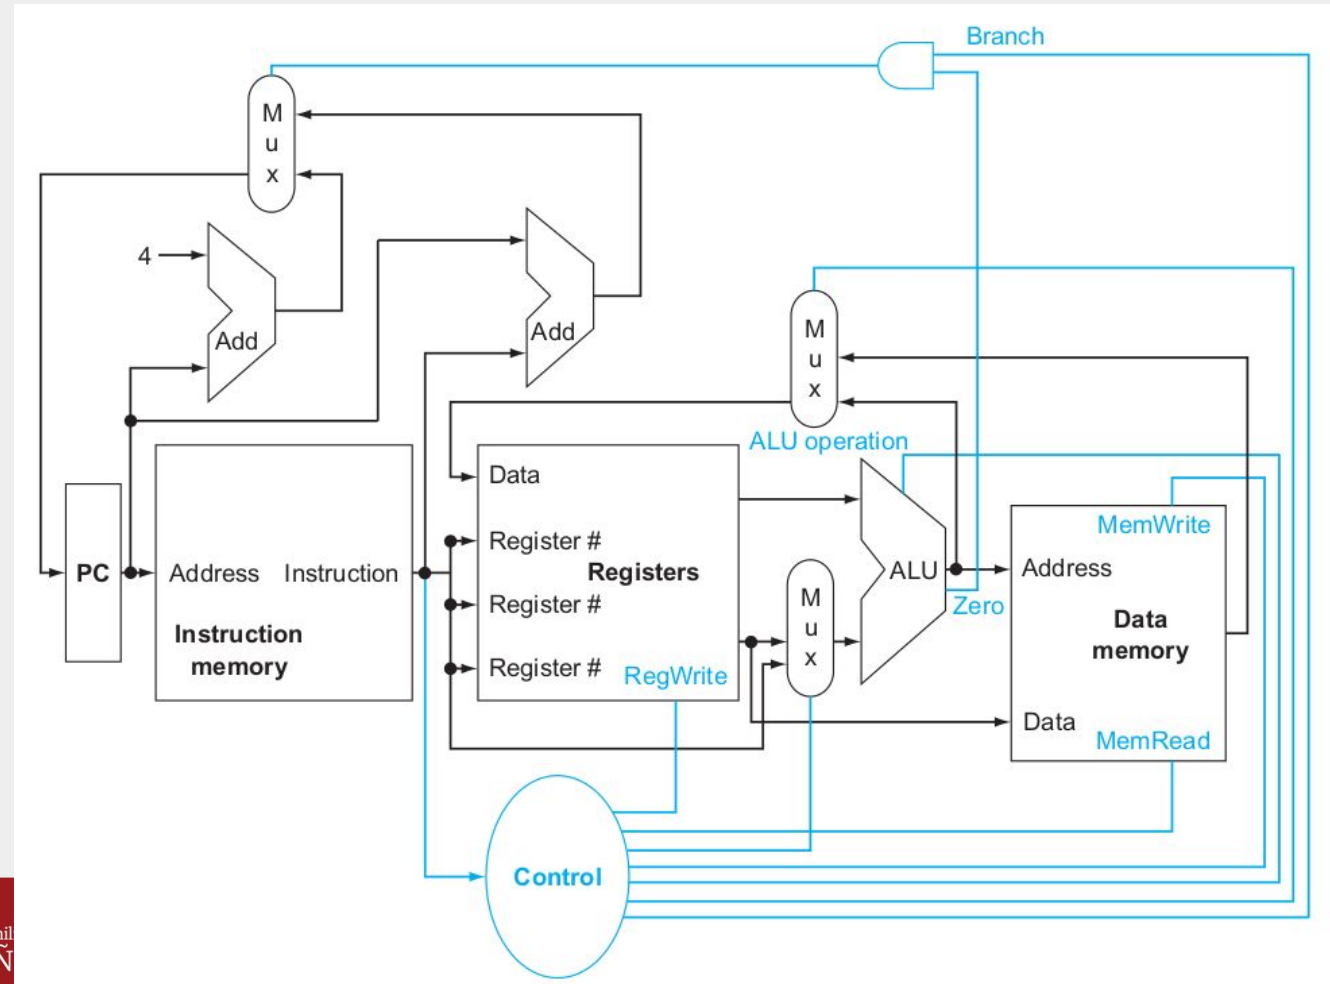 Branch
M
u
x
4
Add
Add
M
u
x
ALU operation
Data
MemWrite
Register #
PC
Address
Instruction
Registers
ALU
Address
Register #
M
u
x
Zero
Instruction
memory
Data
memory
Register #
RegWrite
Data
MemRead
Control